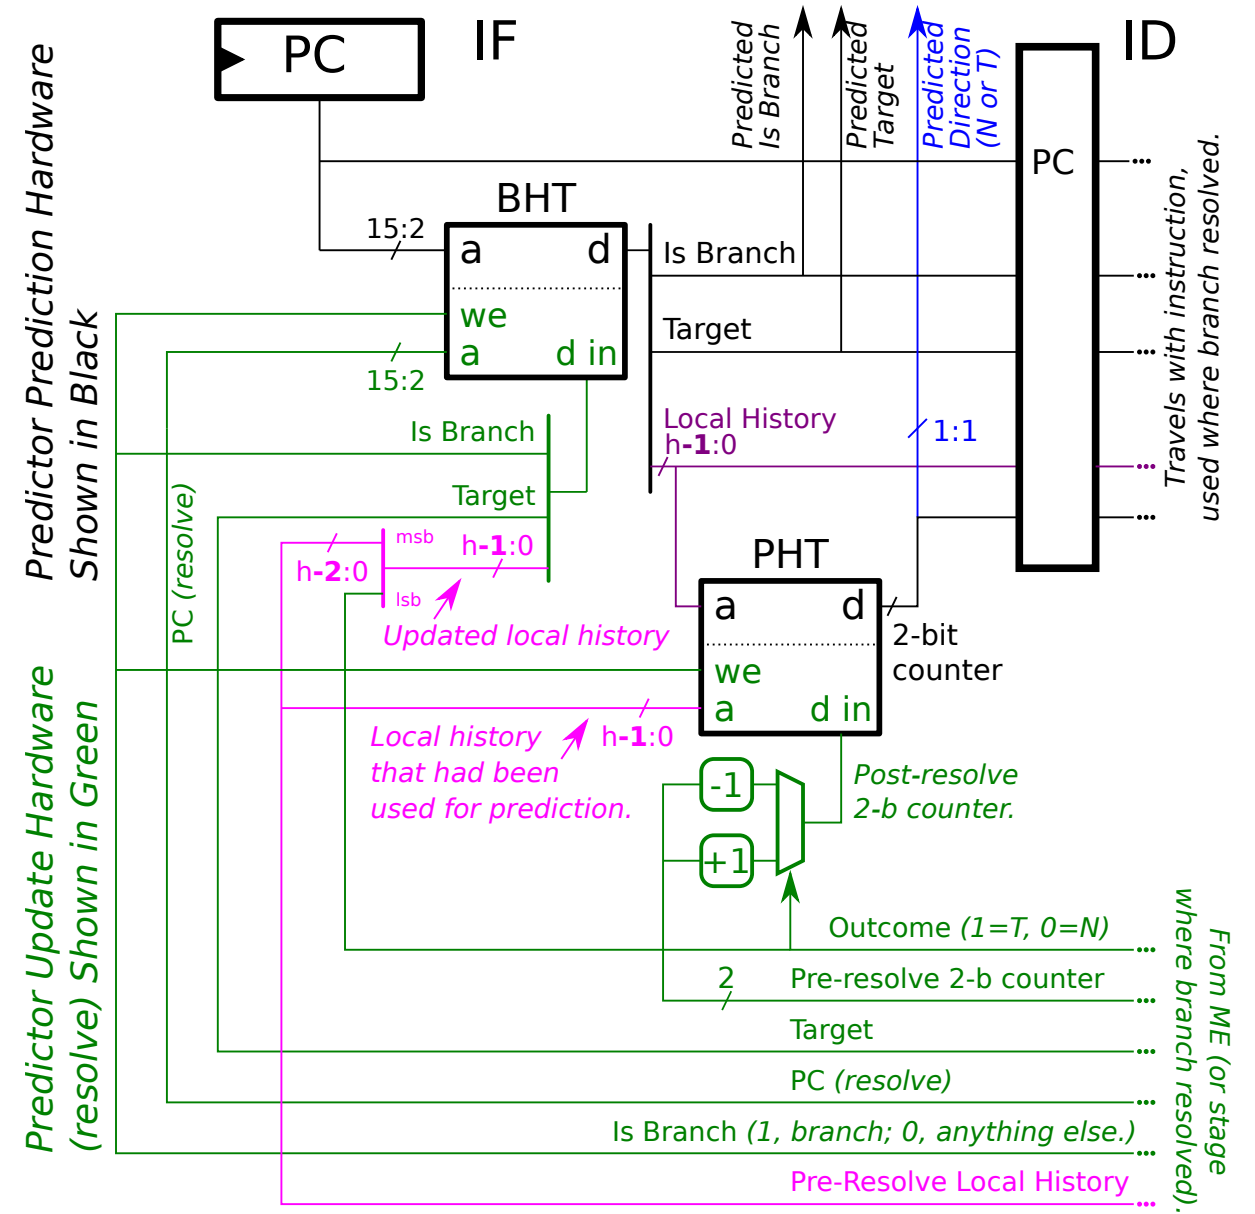 PC
IF
ID
Predicted
Is Branch
Predicted
Target
Predicted
Direction
(N or T)
PC
...
Predictor Prediction Hardware
Shown in Black
Travels with instruction,
used where branch resolved.
BHT
15:2
a
d
Is Branch
...
we
Target
...
a
d in
15:2
Local History
h-1:0
...
1:1
...
Is Branch
Target
PC (resolve)
msb
h-1:0
h-2:0
lsb
Updated local history
PHT
a
d
2-bit
counter
we
a
d in
Local history
that had been
used for prediction.
h-1:0
Predictor Update Hardware
(resolve) Shown in Green
-1
+1
Post-resolve
2-b counter.
Outcome (1=T, 0=N)
...
2
Pre-resolve 2-b counter
...
Target
...
PC (resolve)
...
Is Branch (1, branch; 0, anything else.)
...
Pre-Resolve Local History
...
From ME (or stage
where branch resolved).